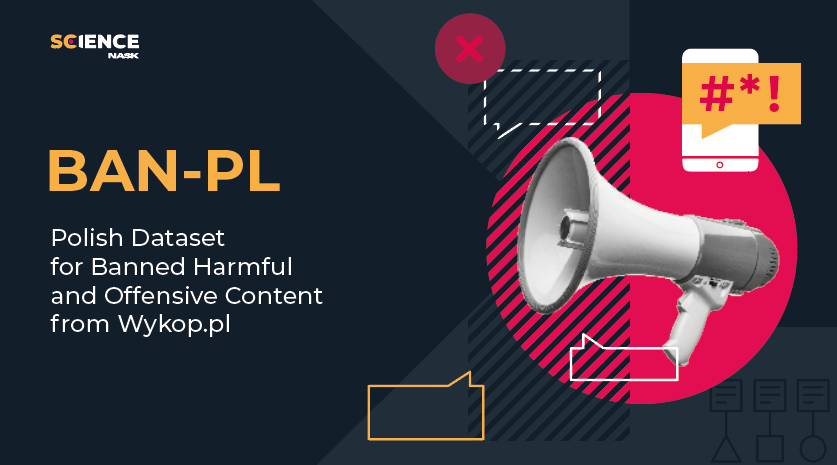 SCIENCE
NASK
BAN-PL
Polish Dataset
for Banned Harmful
and Offensive Content
from Wykop.pl
#*!